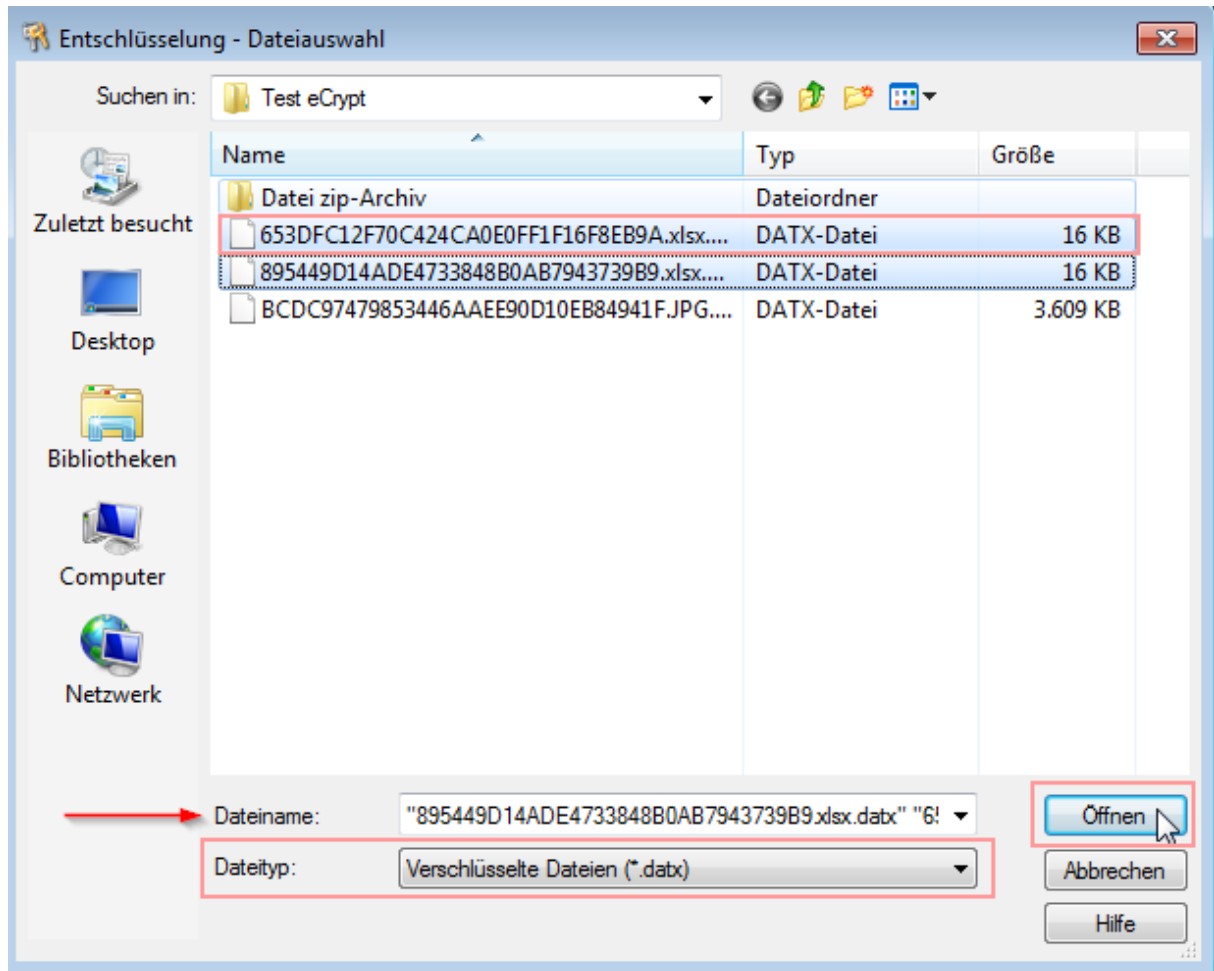 Entschlüsselung - Dateiauswahl
Suchen in: Test eCrypt
Name Typ Größe
Datei zip-Archiv Dateiordner
653DFC12F70C424CA0E0FF1F16F8EB9A.xlsx.... DATX-Datei 16 KB
895449D14ADE4733848B0AB7943739B9.xlsx.... DATX-Datei 16 KB
BCDC97479853446AAEE90D10EB84941F.JPG.... DATX-Datei 3.609 KB
Zuletzt besucht
Desktop
Bibliotheken
Computer
Netzwerk
Dateiname: "895449D14ADE4733848B0AB7943739B9.xlsx.datx" "6
Öffnen
Dateityp: Verschlüsselte Dateien (*.datx)
Abbrechen
Hilfe